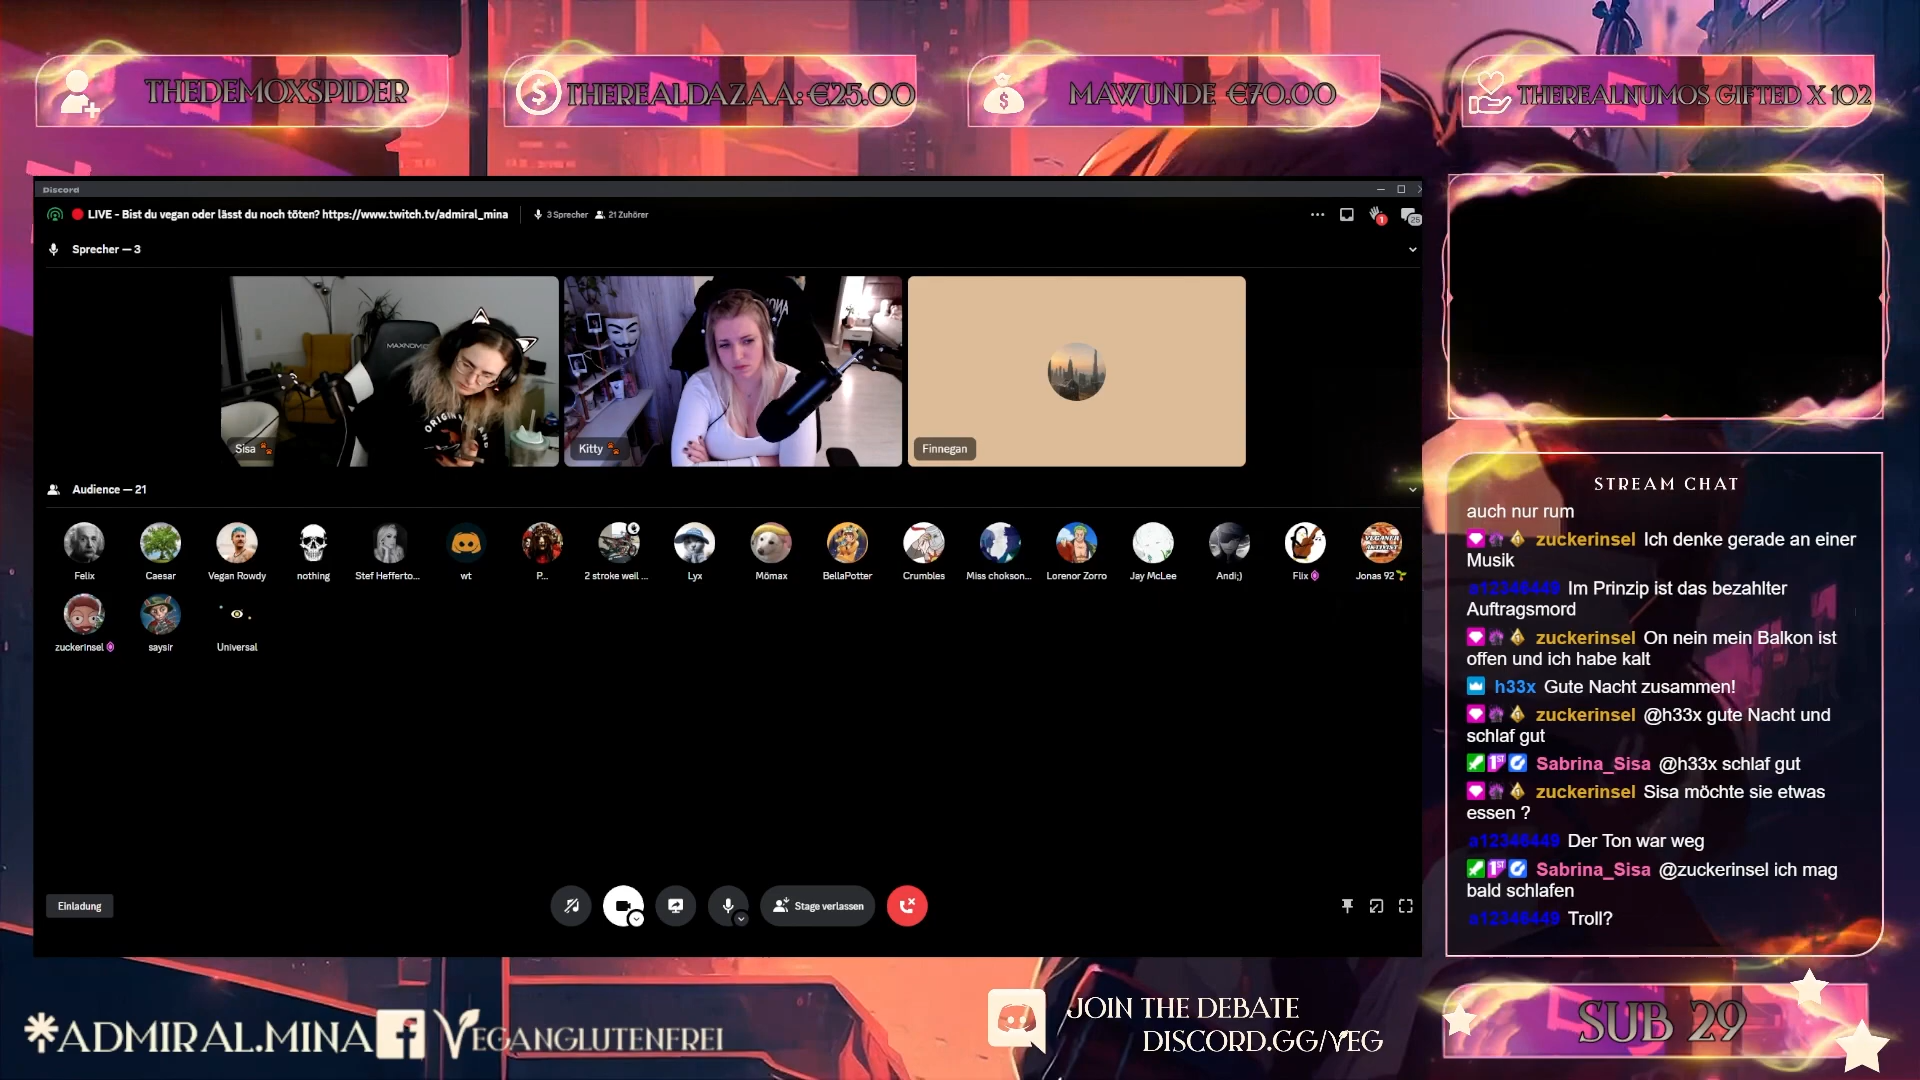 THEDEMOXSPIDER
THEREALDAZAA: €25.00
MAWUNDE €70.00
THEREALNUMOS GIFTED X 102
Discord
LIVE - Bist du vegan oder lässt du noch töten? https://www.twitch.tv/admiral_mina
3 Sprecher
21 Zuhörer
1
25
Sprecher — 3
MAXNOMIC
Sisa
Kitty
Finnegan
Audience — 21
Felix
Caesar
Vegan Rowdy
nothing
Stef Hefferto...
wt
P...
2 stroke weil ...
Lyx
Mömax
BellaPotter
Crumbles
Miss chokson...
Lorenor Zorro
Jay McLee
Andi;)
Flix
Jonas 92
zuckerinsel
saysir
Universal
Einladung
Stage verlassen
STREAM CHAT
auch nur rum
zuckerinsel Ich denke gerade an einer
Musik
a12346449 Im Prinzip ist das bezahlter
Auftragsmord
zuckerinsel On nein mein Balkon ist
offen und ich habe kalt
h33x Gute Nacht zusammen!
zuckerinsel @h33x gute Nacht und
schlaf gut
Sabrina_Sisa @h33x schlaf gut
zuckerinsel Sisa möchte sie etwas
essen ?
a12346449 Der Ton war weg
Sabrina_Sisa @zuckerinsel ich mag
bald schlafen
a12346449 Troll?
*ADMIRAL.MINA
VEGANGLUTENFREI
JOIN THE DEBATE
DISCORD.GG/VEG
SUB 29